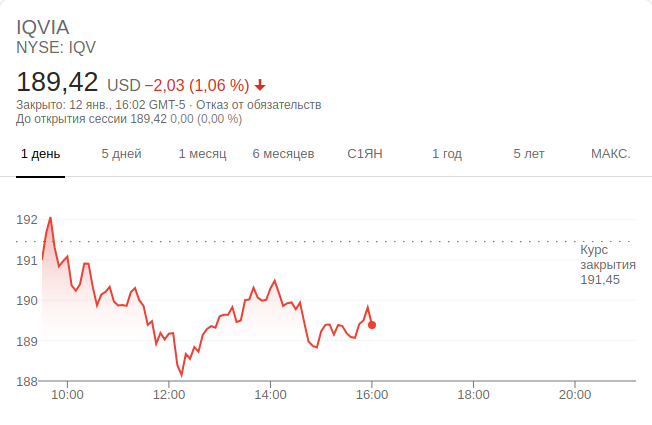 IQVIA
NYSE: IQV
189,42 USD −2,03 (1,06 %)
Закрыто: 12 янв., 16:02 GMT-5 · Отказ от обязательств
До открытия сессии 189,42 0,00 (0,00 %)
1 день 5 дней 1 месяц 6 месяцев С1ЯН 1 год 5 лет МАКС.
192
Курс
закрытия
191,45
191
190
189
188
10:00 12:00 14:00 16:00 18:00 20:00